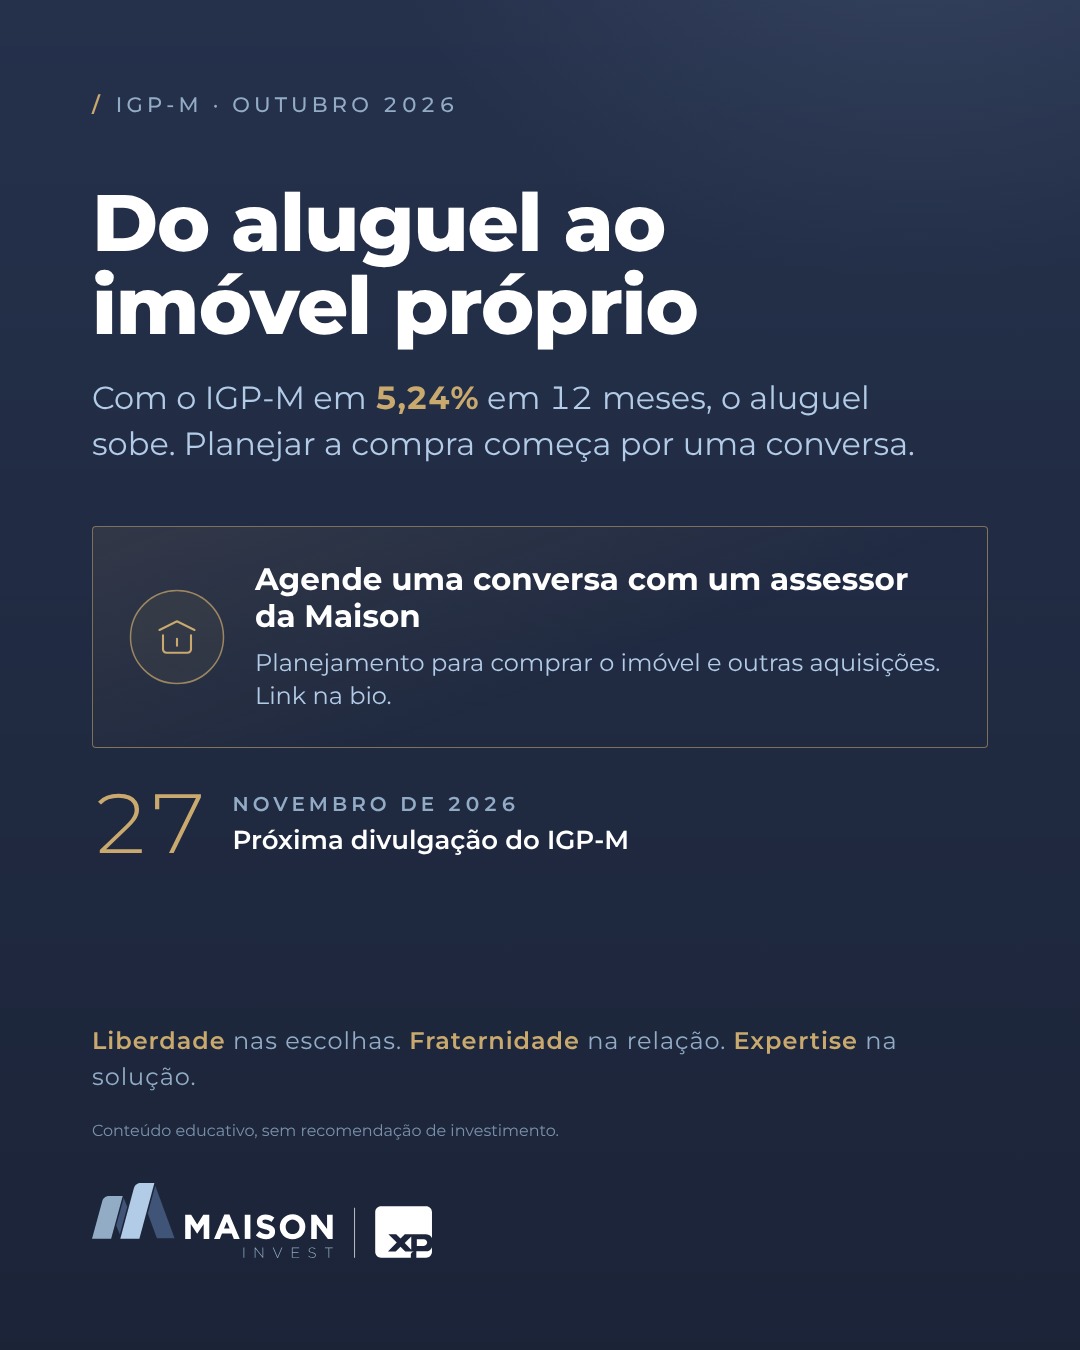 / IGP-M · OUTUBRO 2026
Do aluguel ao
imóvel próprio
Com o IGP-M em 5,24% em 12 meses, o aluguel
sobe. Planejar a compra começa por uma conversa.
Agende uma conversa com um assessor
da Maison
Planejamento para comprar o imóvel e outras aquisições.
Link na bio.
27
NOVEMBRO DE 2026
Próxima divulgação do IGP-M
Liberdade nas escolhas. Fraternidade na relação. Expertise na
solução.
Conteúdo educativo, sem recomendação de investimento.
MAISON
INVEST
xp